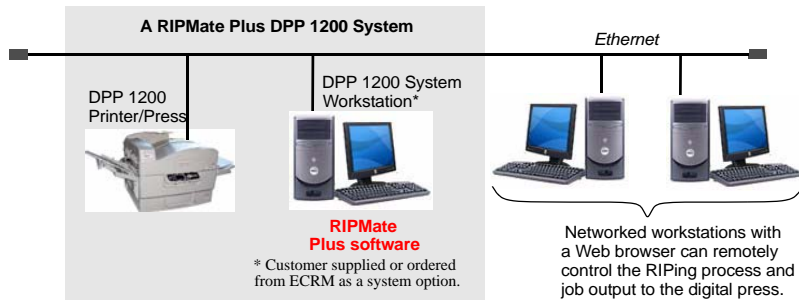 A RIPMate Plus DPP 1200 System
Ethernet
DPP 1200
Printer/Press
DPP 1200 System
Workstation*
RIPMate
Plus software
* Customer supplied or ordered
from ECRM as a system option.
Networked workstations with
a Web browser can remotely
control the RIPing process and
job output to the digital press.